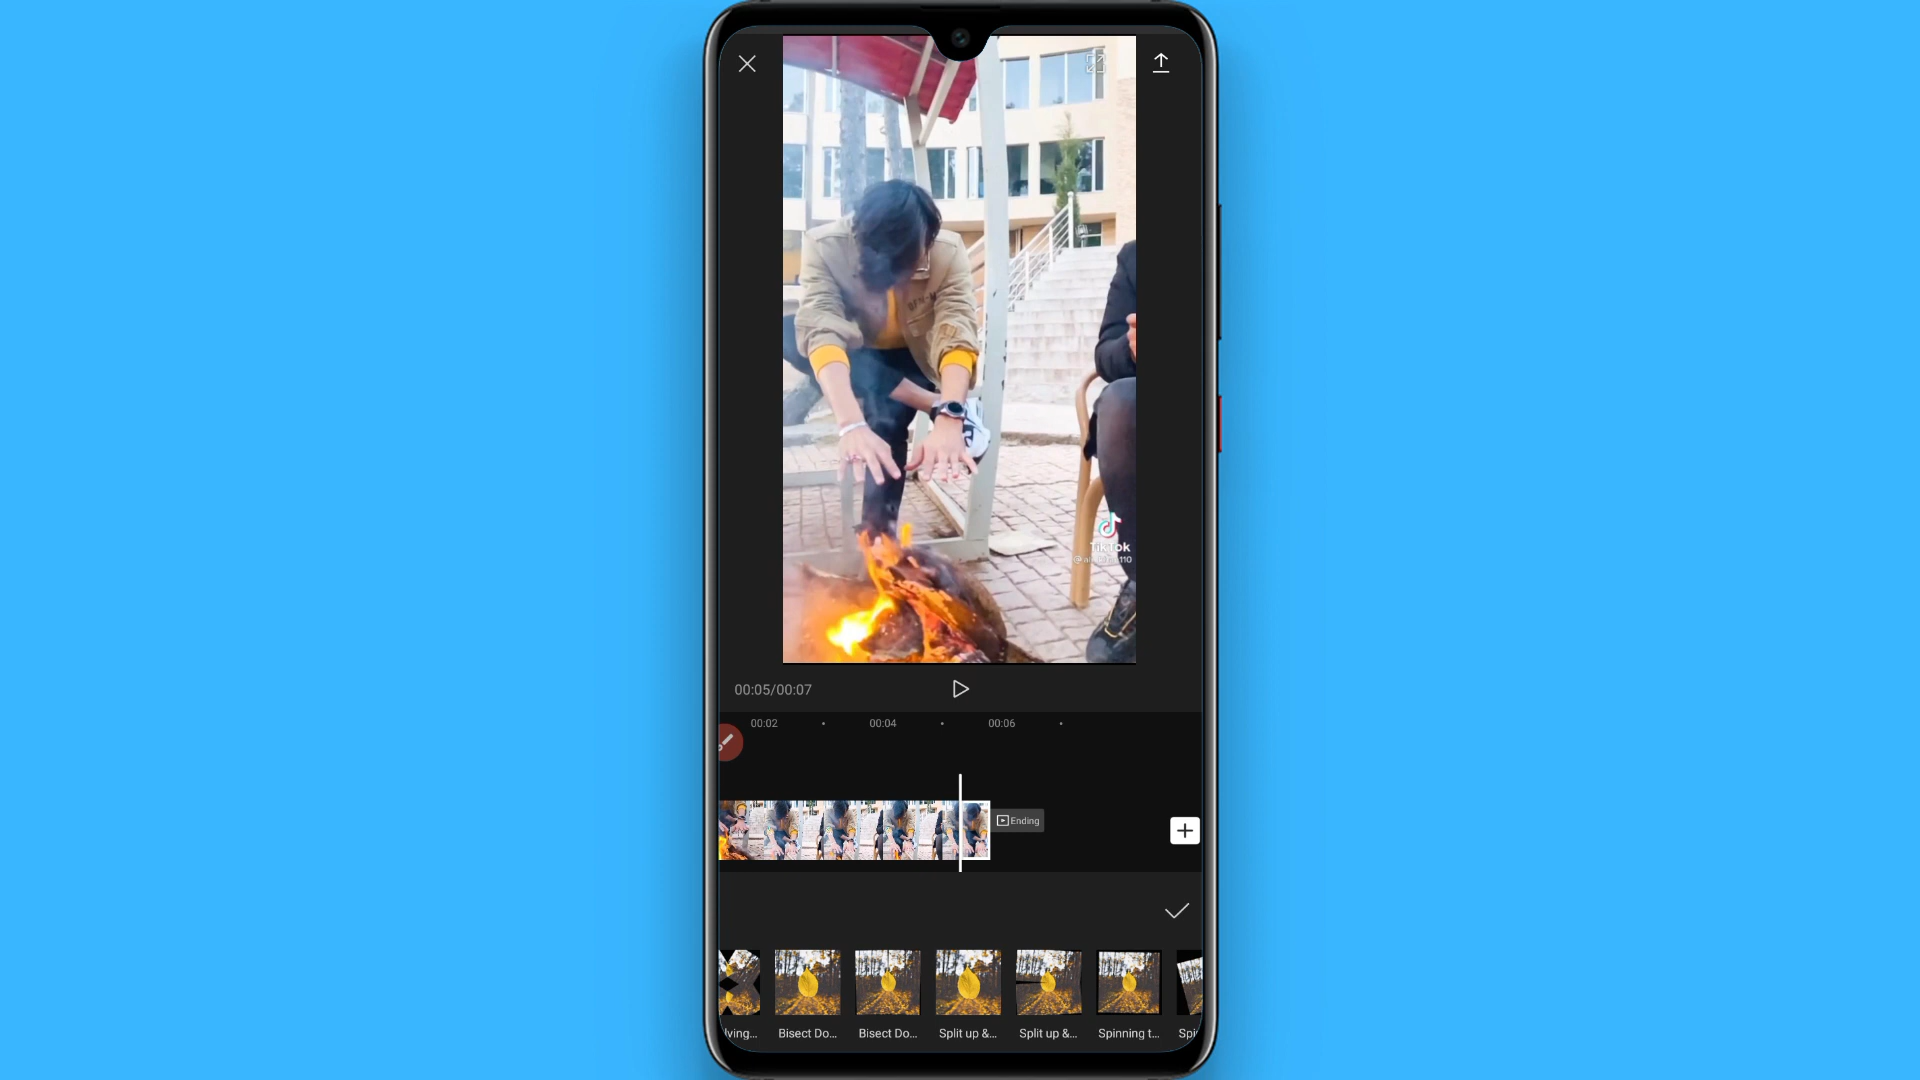 TikTok
00:05/00:07
00:02
00:04
00:06
Ending
lving...
Bisect Do...
Bisect Do...
Split up &...
Split up &...
Spinning t...